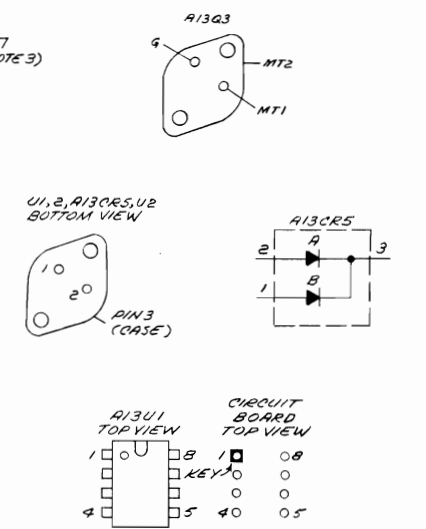 A13Q3
G
OTE 3)
MT2
MT1
U1,2,A13CR5,U2
BOTTOM VIEW
1
2
PIN 3
(CASE)
A13CR5
2 A 3
1 B
A13U1
TOP VIEW
1 8
4 5
KEY
CIRCUIT
BOARD
TOP VIEW
1 8
4 5